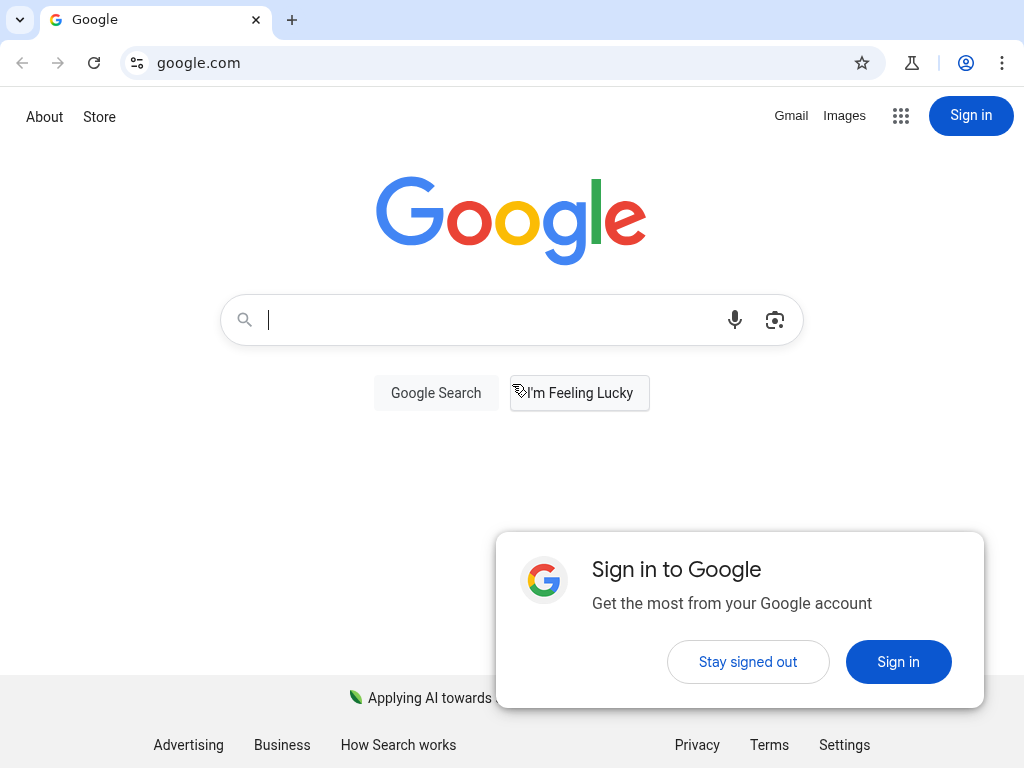 Google
google.com
About Store Gmail Images Sign in
Google
Google Search I'm Feeling Lucky
Sign in to Google
Get the most from your Google account
Stay signed out Sign in
Applying AI towards
Advertising Business How Search works Privacy Terms Settings